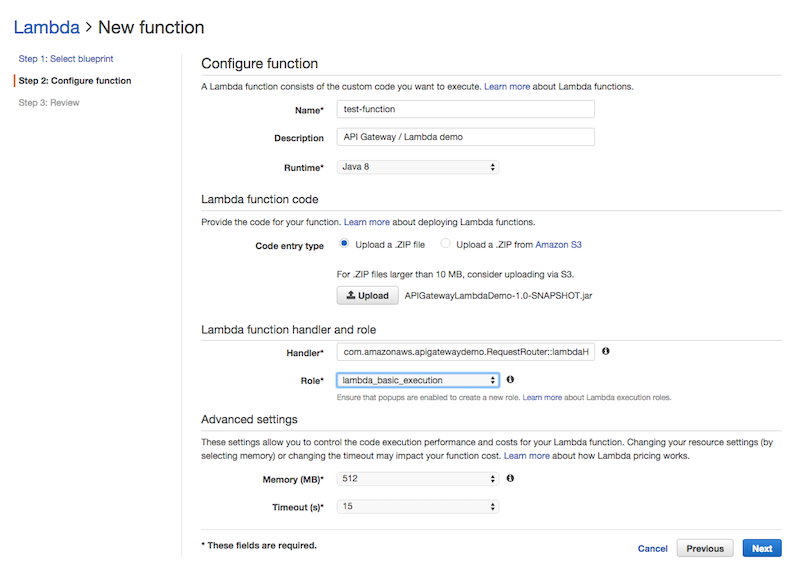 Lambda > New function
Step 1: Select blueprint
Step 2: Configure function
Step 3: Review
Configure function
A Lambda function consists of the custom code you want to execute. Learn more about Lambda functions.
Name* test-function
Description API Gateway / Lambda demo
Runtime* Java 8
Lambda function code
Provide the code for your function. Learn more about deploying Lambda functions.
Code entry type Upload a .ZIP file Upload a .ZIP from Amazon S3
For .ZIP files larger than 10 MB, consider uploading via S3.
Upload APIGatewayLambdaDemo-1.0-SNAPSHOT.jar
Lambda function handler and role
Handler* com.amazonaws.apigatewaydemo.RequestRouter::lambdaH
Role* lambda_basic_execution
Ensure that popups are enabled to create a new role. Learn more about Lambda execution roles.
Advanced settings
These settings allow you to control the code execution performance and costs for your Lambda function. Changing your resource settings (by
selecting memory) or changing the timeout may impact your function cost. Learn more about how Lambda pricing works.
Memory (MB)* 512
Timeout (s)* 15
* These fields are required.
Cancel Previous Next